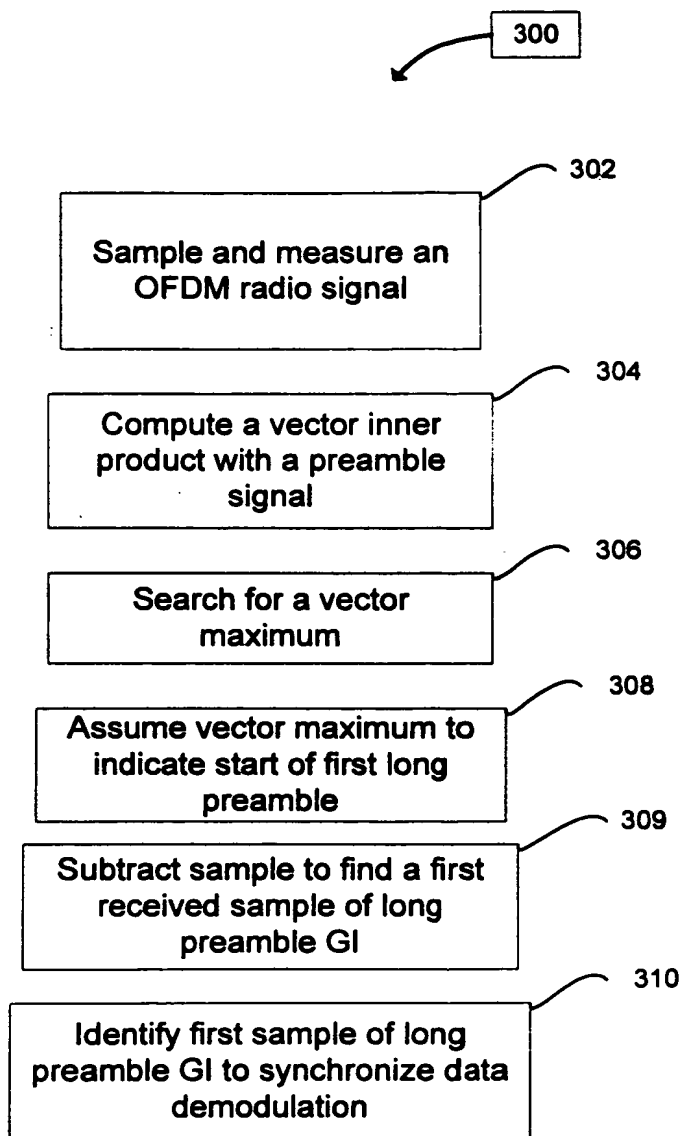 300
302
Sample and measure an
OFDM radio signal
304
Compute a vector inner
product with a preamble
signal
306
Search for a vector
maximum
308
Assume vector maximum to
indicate start of first long
preamble
309
Subtract sample to find a first
received sample of long
preamble GI
310
Identify first sample of long
preamble GI to synchronize data
demodulation